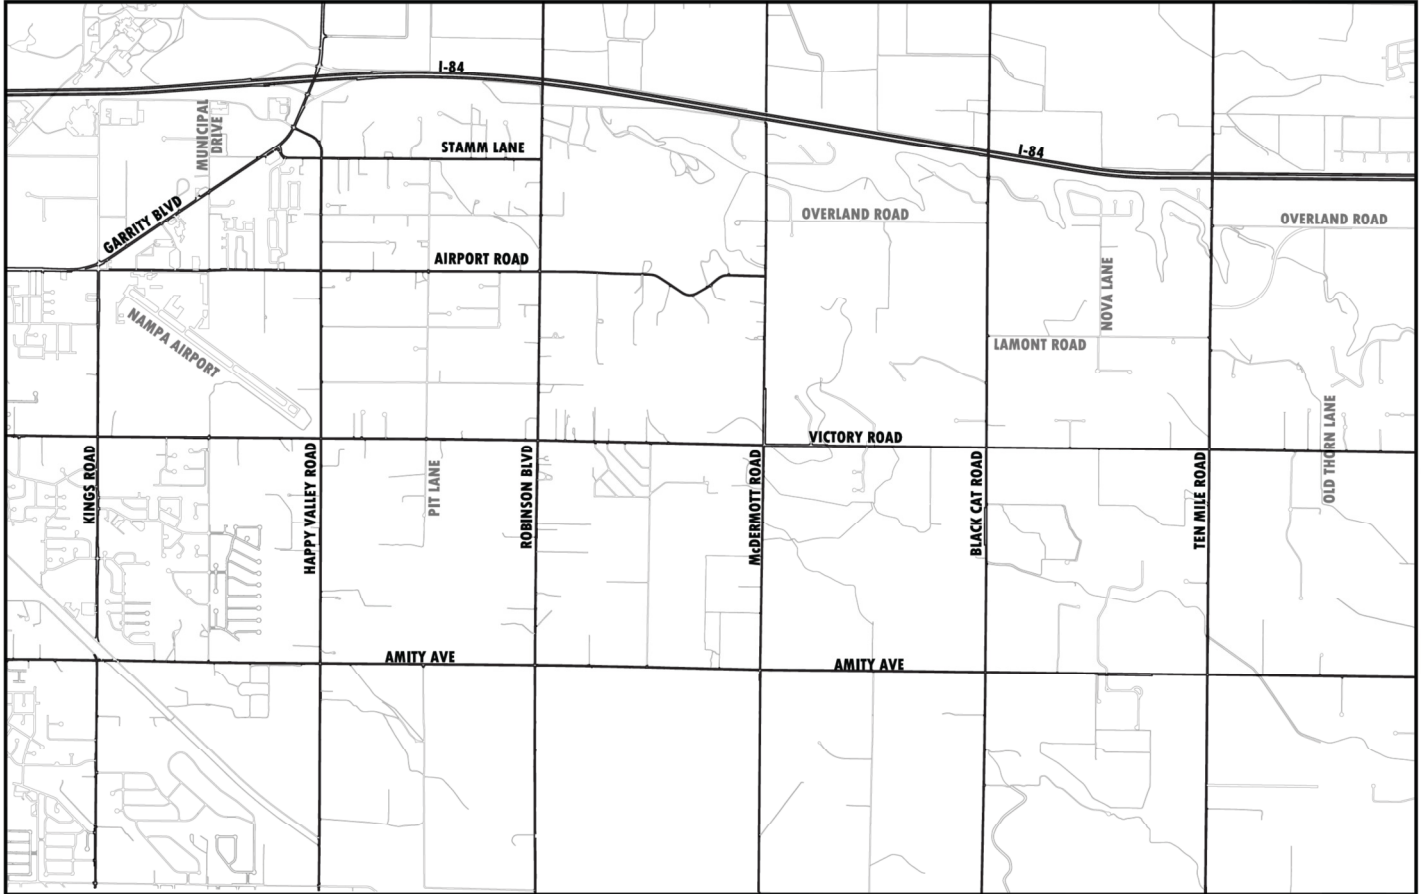 I-84
MUNICIPAL
DRIVE
STAMM LANE
I-84
GARRITY BLVD
OVERLAND ROAD
OVERLAND ROAD
AIRPORT ROAD
NOVA LANE
NAMPA AIRPORT
LAMONT ROAD
OLD THORN LANE
VICTORY ROAD
KINGS ROAD
HAPPY VALLEY ROAD
PIT LANE
ROBINSON BLVD
McDERMOTT ROAD
BLACK CAT ROAD
TEN MILE ROAD
AMITY AVE
AMITY AVE